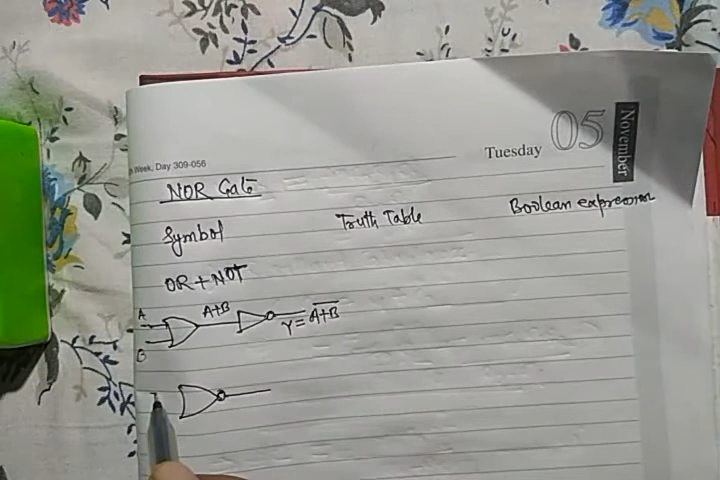 Week, Day 309-056
Tuesday 05 November
NOR Gate
Symbol Truth Table Boolean expression
OR + NOT
A A+B
B Y = A̅+̅B̅